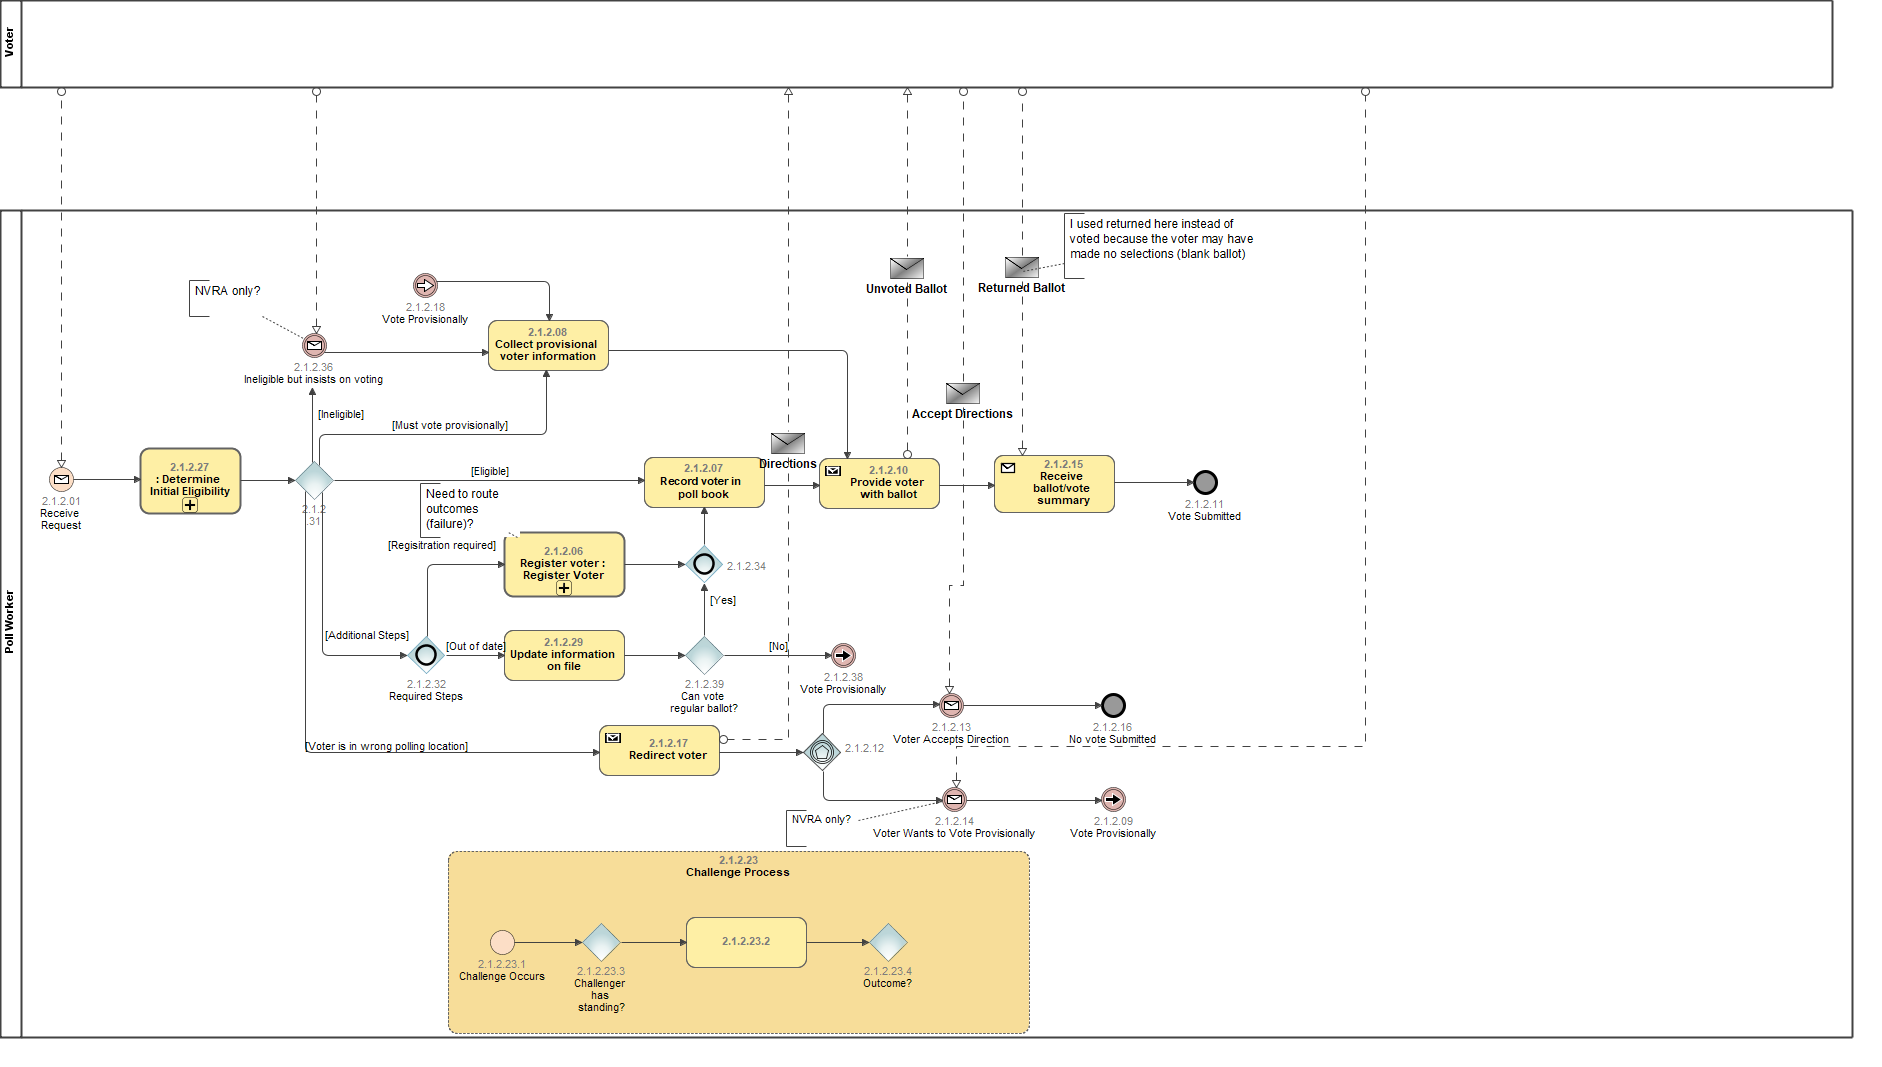 Voter
Poll Worker
I used returned here instead of
voted because the voter may have
made no selections (blank ballot)
Unvoted Ballot
Returned Ballot
NVRA only?
2.1.2.18
Vote Provisionally
2.1.2.08
Collect provisional
voter information
2.1.2.36
Ineligible but insists on voting
[Ineligible]
[Must vote provisionally]
Accept Directions
Directions
2.1.2.01
Receive
Request
2.1.2.27
: Determine
Initial Eligibility
2.1.2
.31
[Eligible]
2.1.2.07
Record voter in
poll book
2.1.2.10
Provide voter
with ballot
2.1.2.15
Receive
ballot/vote
summary
2.1.2.11
Vote Submitted
Need to route
outcomes
(failure)?
[Regisitration required]
2.1.2.06
Register voter :
Register Voter
2.1.2.34
[Yes]
[Additional Steps]
[Out of date]
2.1.2.32
Required Steps
2.1.2.29
Update information
on file
2.1.2.39
Can vote
regular ballot?
[No]
2.1.2.38
Vote Provisionally
[Voter is in wrong polling location]
2.1.2.17
Redirect voter
2.1.2.12
2.1.2.13
Voter Accepts Direction
2.1.2.16
No vote Submitted
NVRA only?
2.1.2.14
Voter Wants to Vote Provisionally
2.1.2.09
Vote Provisionally
2.1.2.23
Challenge Process
2.1.2.23.1
Challenge Occurs
2.1.2.23.3
Challenger
has
standing?
2.1.2.23.2
2.1.2.23.4
Outcome?